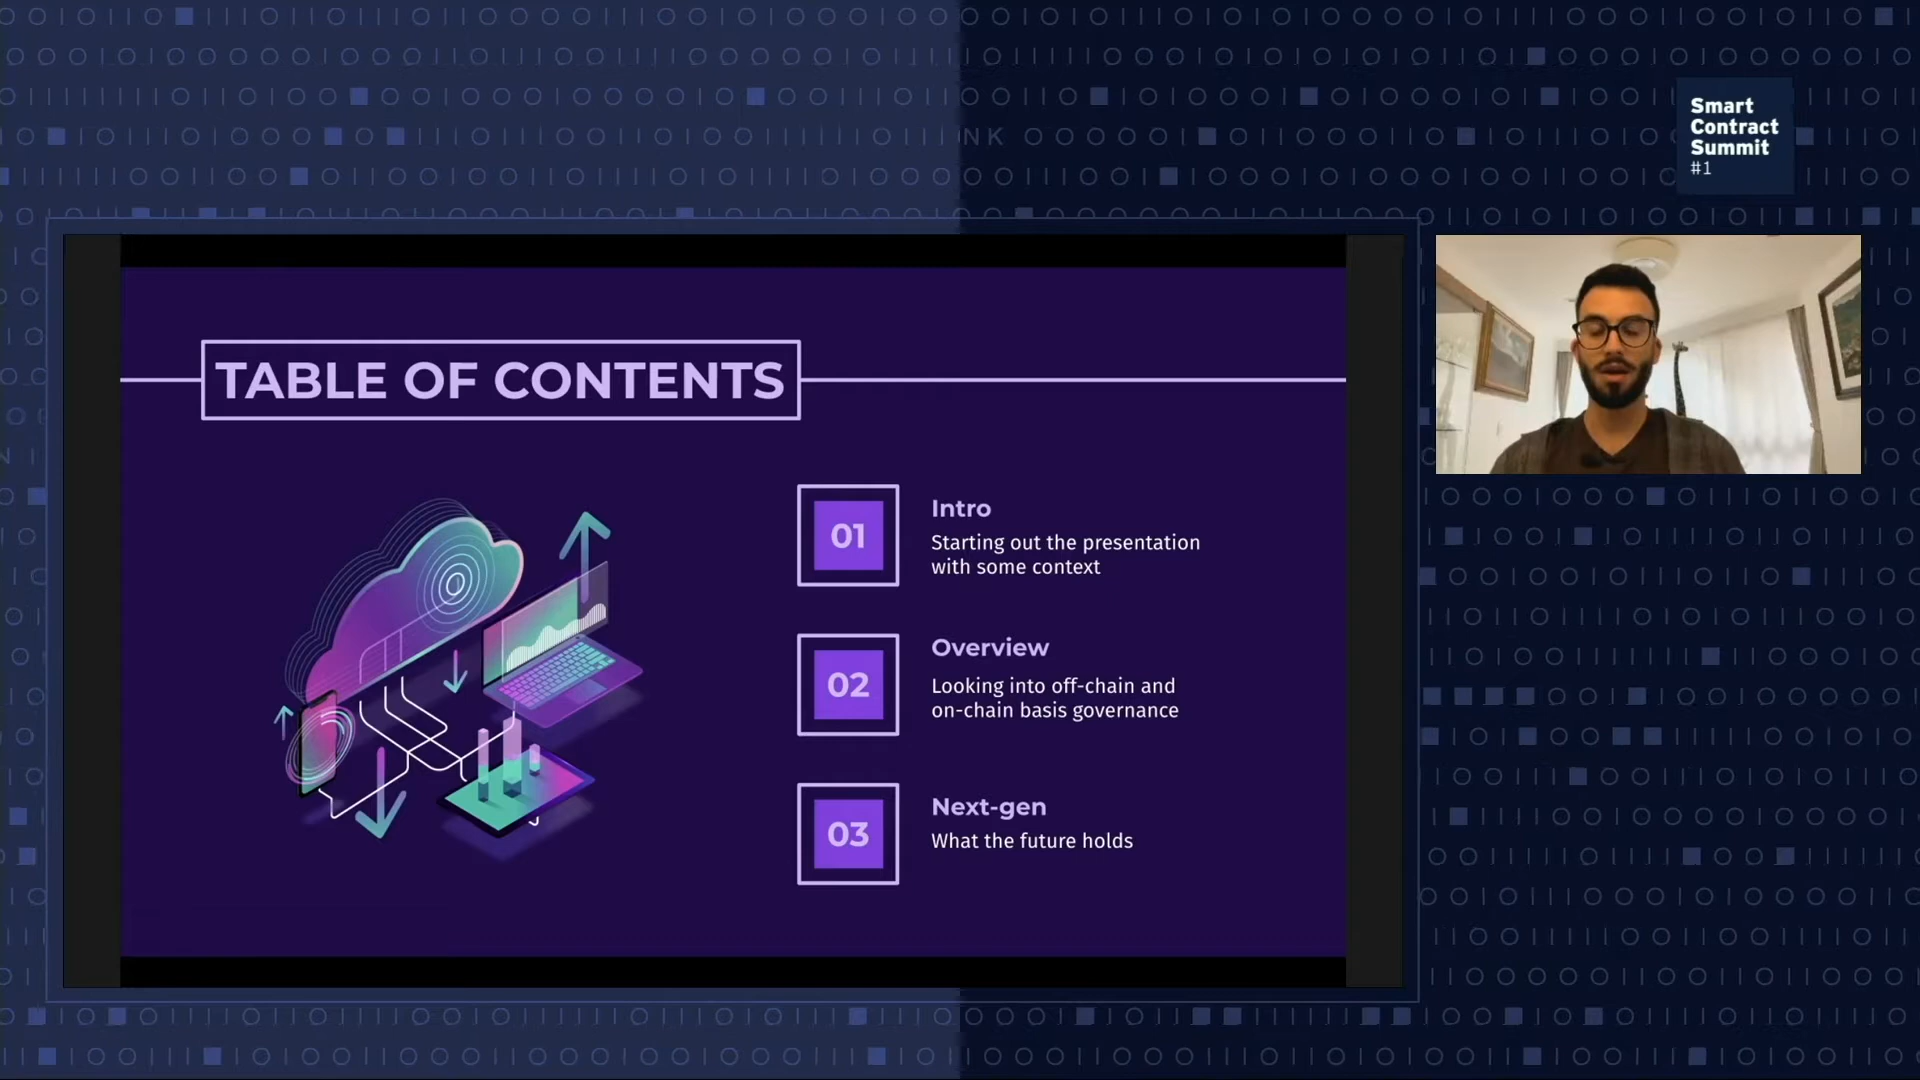 Smart
Contract
Summit
#1
TABLE OF CONTENTS
01
Intro
Starting out the presentation
with some context
02
Overview
Looking into off-chain and
on-chain basis governance
03
Next-gen
What the future holds